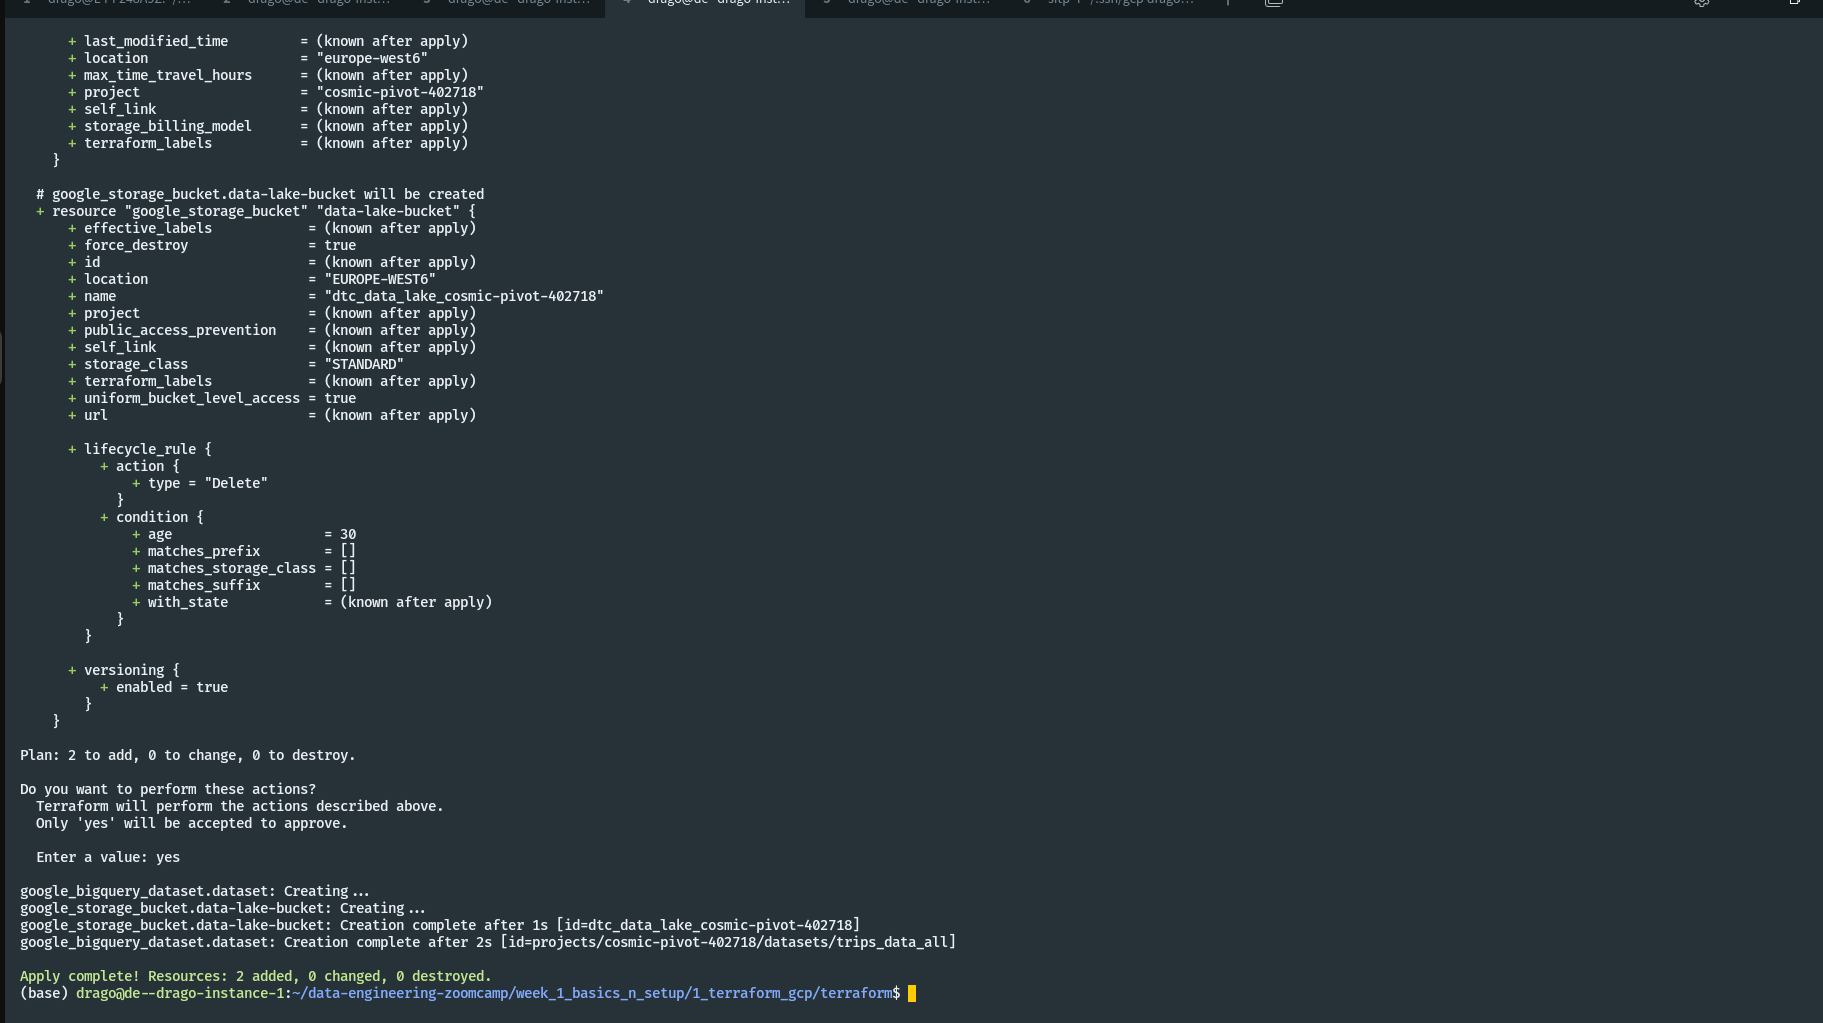 + last_modified_time         = (known after apply)
      + location                   = "europe-west6"
      + max_time_travel_hours      = (known after apply)
      + project                    = "cosmic-pivot-402718"
      + self_link                  = (known after apply)
      + storage_billing_model      = (known after apply)
      + terraform_labels           = (known after apply)
    }
  # google_storage_bucket.data-lake-bucket will be created
  + resource "google_storage_bucket" "data-lake-bucket" {
      + effective_labels            = (known after apply)
      + force_destroy               = true
      + id                          = (known after apply)
      + location                    = "EUROPE-WEST6"
      + name                        = "dtc_data_lake_cosmic-pivot-402718"
      + project                     = (known after apply)
      + public_access_prevention    = (known after apply)
      + self_link                   = (known after apply)
      + storage_class               = "STANDARD"
      + terraform_labels            = (known after apply)
      + uniform_bucket_level_access = true
      + url                         = (known after apply)
      + lifecycle_rule {
          + action {
              + type = "Delete"
            }
          + condition {
              + age                   = 30
              + matches_prefix        = []
              + matches_storage_class = []
              + matches_suffix        = []
              + with_state            = (known after apply)
            }
        }
      + versioning {
          + enabled = true
        }
    }
Plan: 2 to add, 0 to change, 0 to destroy.
Do you want to perform these actions?
  Terraform will perform the actions described above.
  Only 'yes' will be accepted to approve.
  Enter a value: yes
google_bigquery_dataset.dataset: Creating...
google_storage_bucket.data-lake-bucket: Creating...
google_storage_bucket.data-lake-bucket: Creation complete after 1s [id=dtc_data_lake_cosmic-pivot-402718]
google_bigquery_dataset.dataset: Creation complete after 2s [id=projects/cosmic-pivot-402718/datasets/trips_data_all]
Apply complete! Resources: 2 added, 0 changed, 0 destroyed.
(base) drago@de--drago-instance-1:~/data-engineering-zoomcamp/week_1_basics_n_setup/1_terraform_gcp/terraform$